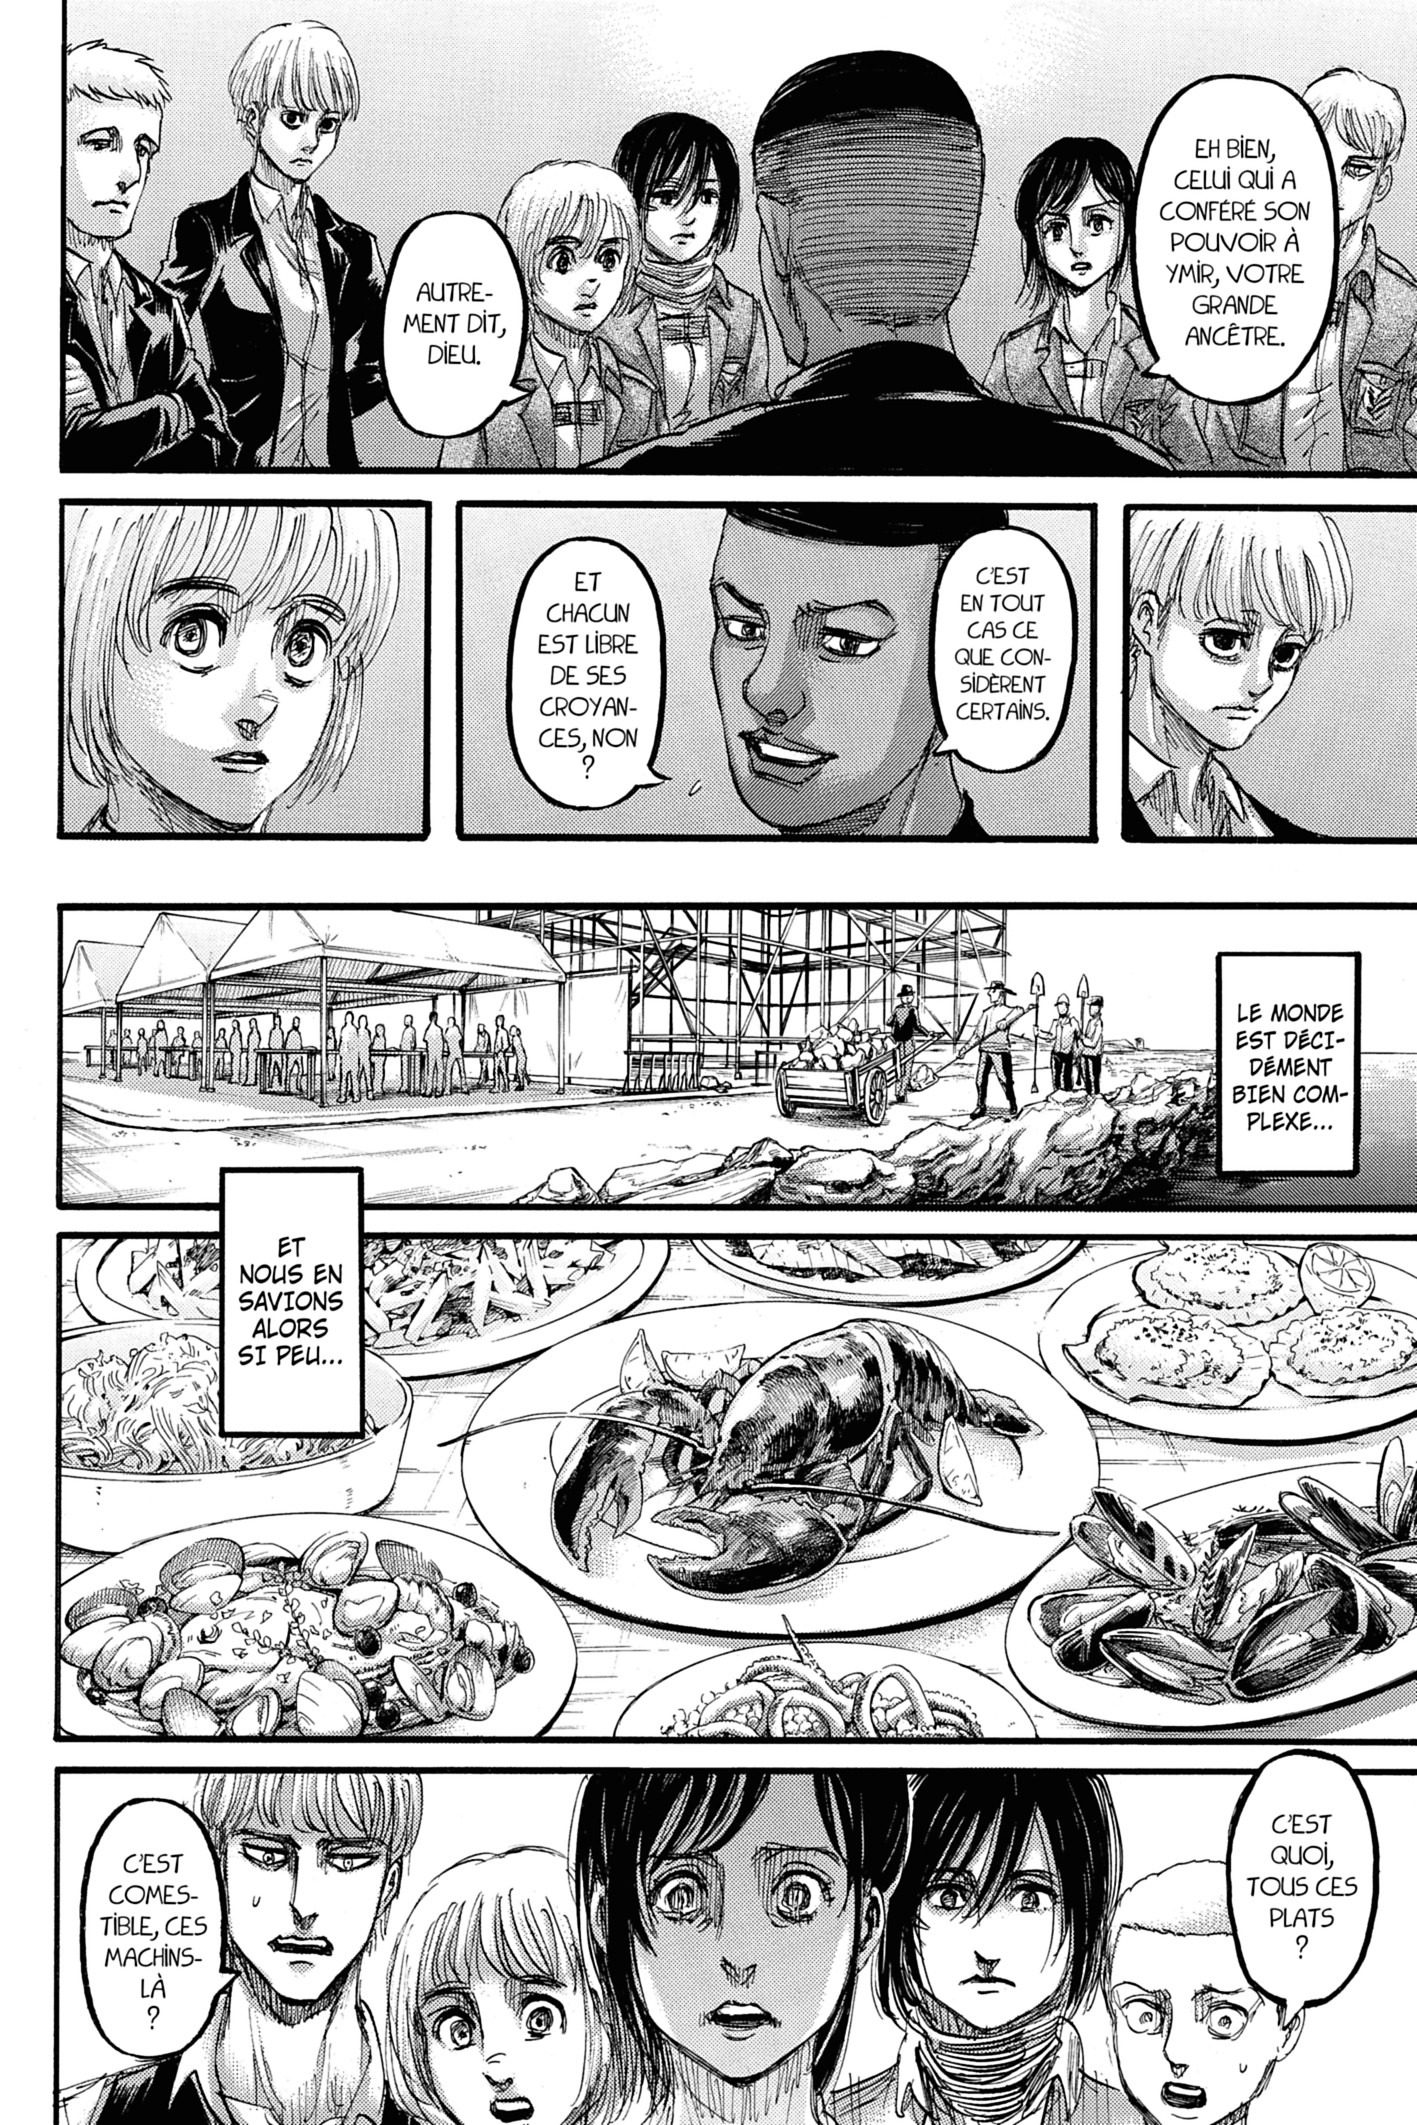 EH BIEN,
CELUI QUI A
CONFÉRÉ SON
POUVOIR À
YMIR, VOTRE
GRANDE
ANCÊTRE.
AUTRE-
MENT DIT,
DIEU.
C'EST
EN TOUT
CAS CE
QUE CON-
SIDÈRENT
CERTAINS.
ET
CHACUN
EST LIBRE
DE SES
CROYAN-
CES, NON
?
LE MONDE
EST DÉCI-
DÉMENT
BIEN COM-
PLEXE...
ET
NOUS EN
SAVIONS
ALORS
SI PEU...
C'EST
QUOI,
TOUS CES
PLATS
?
C'EST
COMES-
TIBLE, CES
MACHINS-
LÀ
?